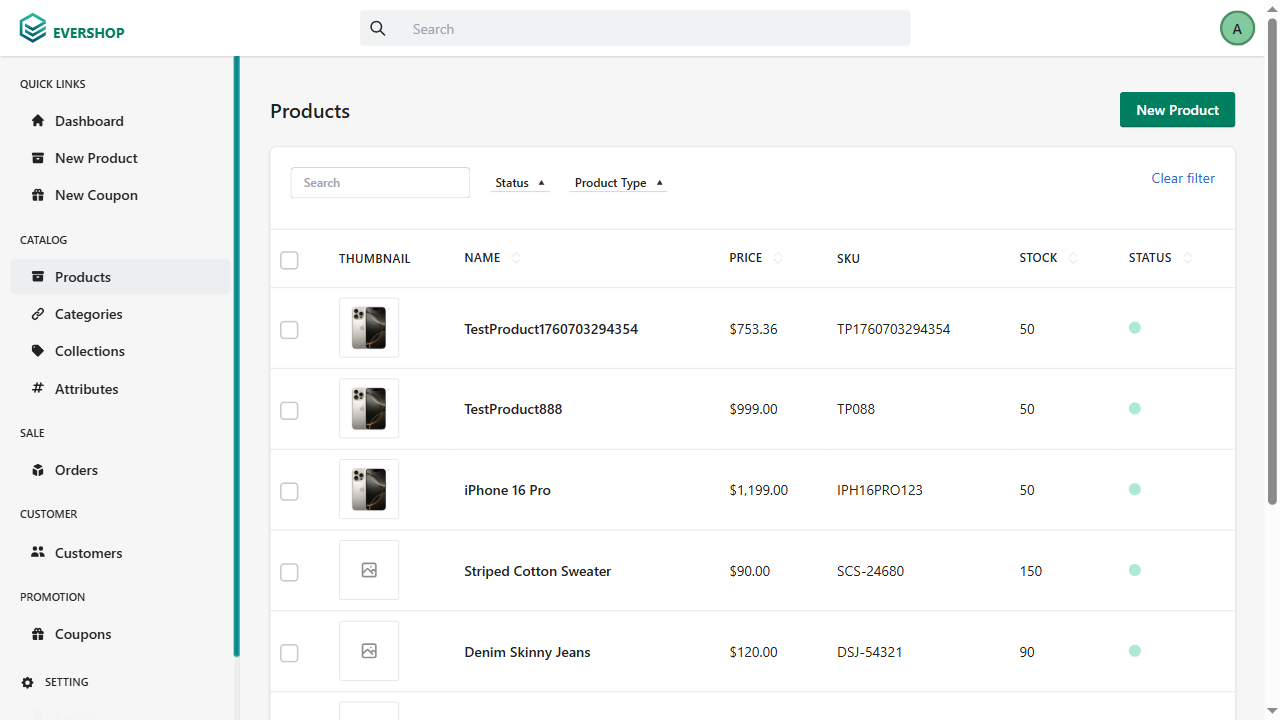 EVERSHOP
Search
A
QUICK LINKS
Dashboard
New Product
New Coupon
CATALOG
Products
Categories
Collections
Attributes
SALE
Orders
CUSTOMER
Customers
PROMOTION
Coupons
SETTING
Products
New Product
Search
Status
Product Type
Clear filter
THUMBNAIL NAME PRICE SKU STOCK STATUS
TestProduct1760703294354 $753.36 TP1760703294354 50
TestProduct888 $999.00 TP088 50
iPhone 16 Pro $1,199.00 IPH16PRO123 50
Striped Cotton Sweater $90.00 SCS-24680 150
Denim Skinny Jeans $120.00 DSJ-54321 90